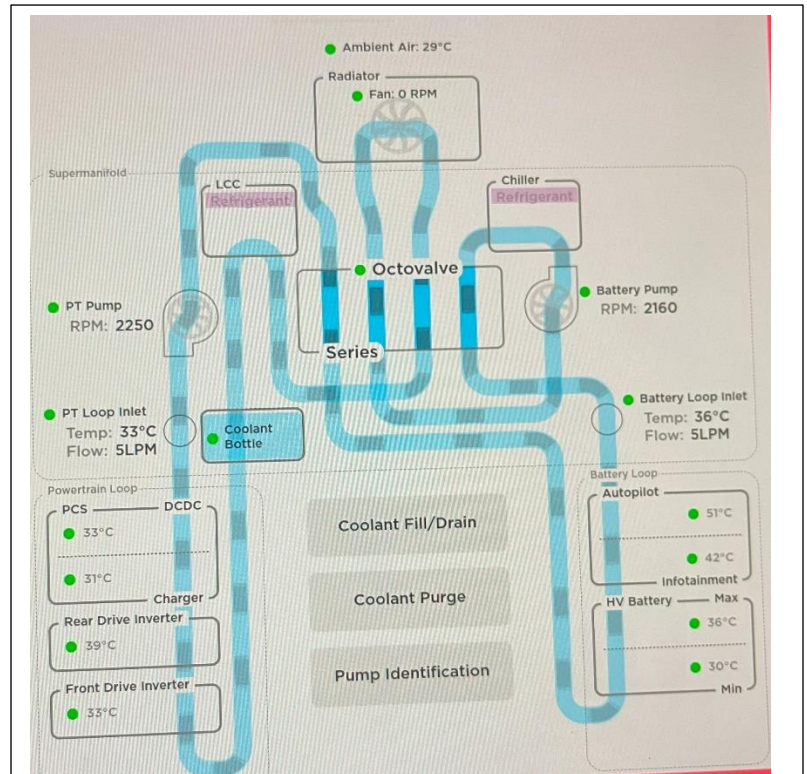 Ambient Air: 29°C
Radiator
Fan: 0 RPM
Supermanifold
LCC
Refrigerant
Chiller
Refrigerant
Octovalve
Series
PT Pump
RPM: 2250
Battery Pump
RPM: 2160
PT Loop Inlet
Temp: 33°C
Flow: 5LPM
Coolant
Bottle
Battery Loop Inlet
Temp: 36°C
Flow: 5LPM
Powertrain Loop
PCS DCDC
33°C
31°C
Charger
Rear Drive Inverter
39°C
Front Drive Inverter
33°C
Coolant Fill/Drain
Coolant Purge
Pump Identification
Battery Loop
Autopilot
51°C
42°C
Infotainment
HV Battery Max
36°C
30°C
Min